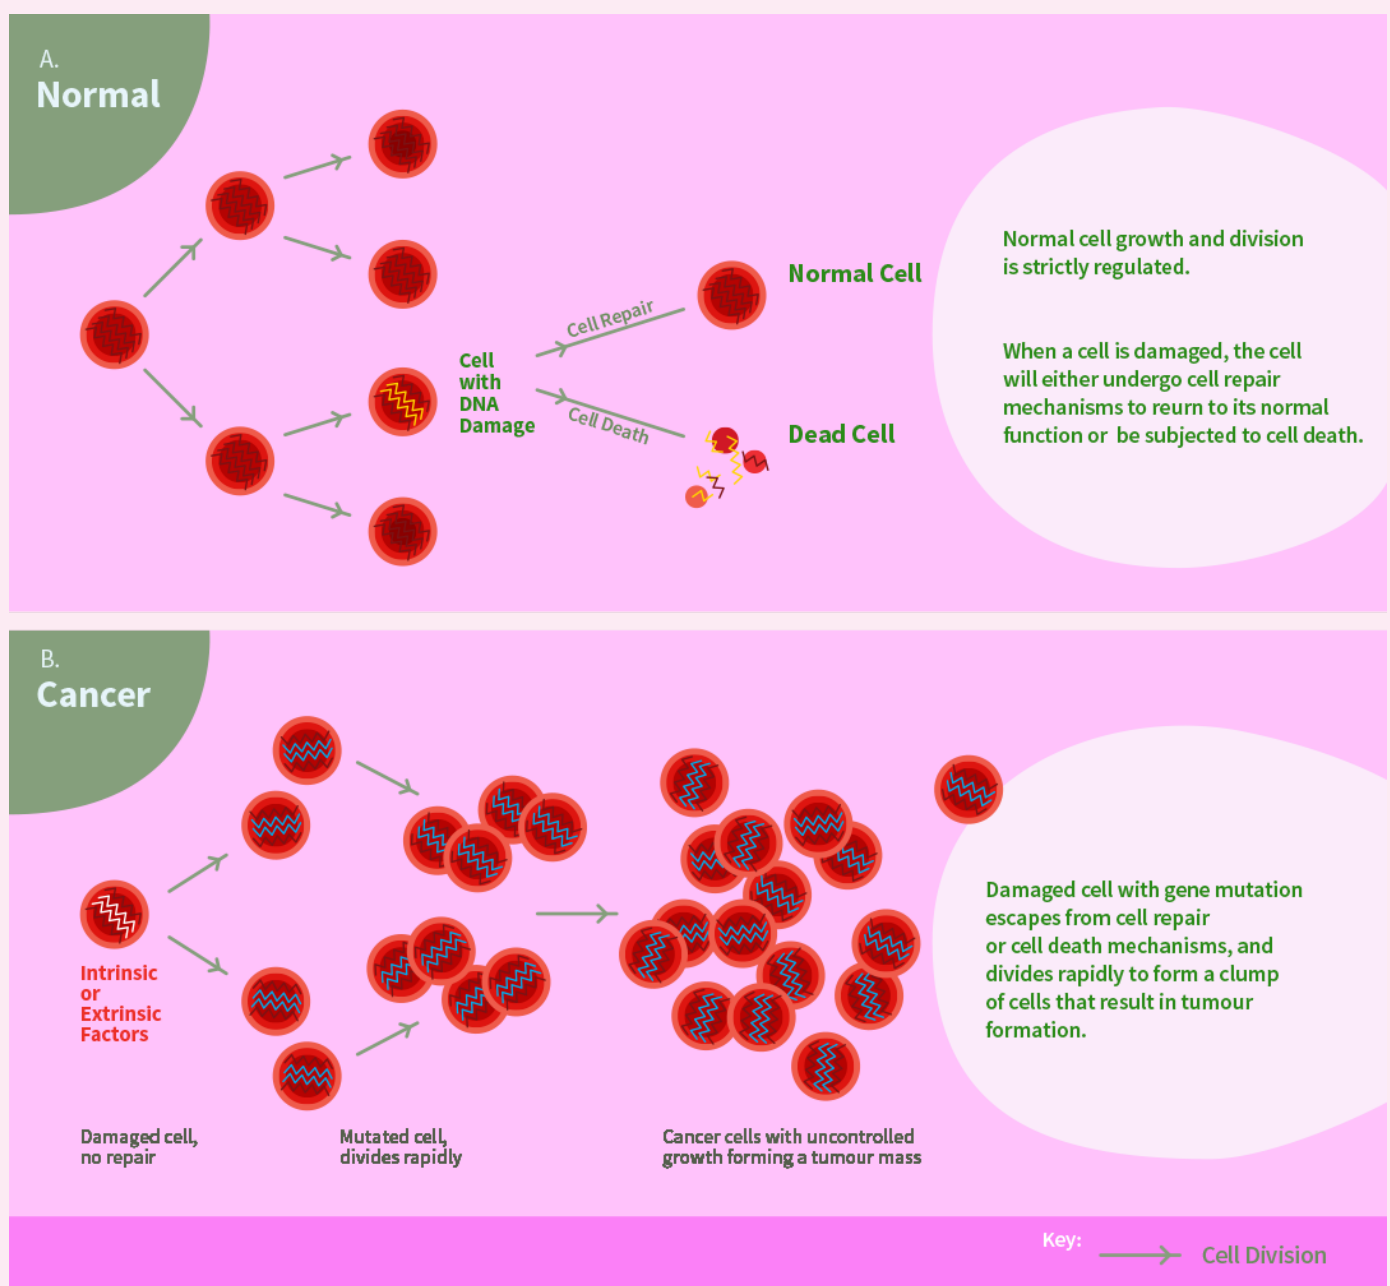 A.
Normal
Cell Repair
Normal Cell
Cell
with
DNA
Damage
Cell Death
Dead Cell
Normal cell growth and division
is strictly regulated.
When a cell is damaged, the cell
will either undergo cell repair
mechanisms to reurn to its normal
function or be subjected to cell death.
B.
Cancer
Intrinsic
or
Extrinsic
Factors
Damaged cell,
no repair
Mutated cell,
divides rapidly
Cancer cells with uncontrolled
growth forming a tumour mass
Damaged cell with gene mutation
escapes from cell repair
or cell death mechanisms, and
divides rapidly to form a clump
of cells that result in tumour
formation.
Key:
Cell Division